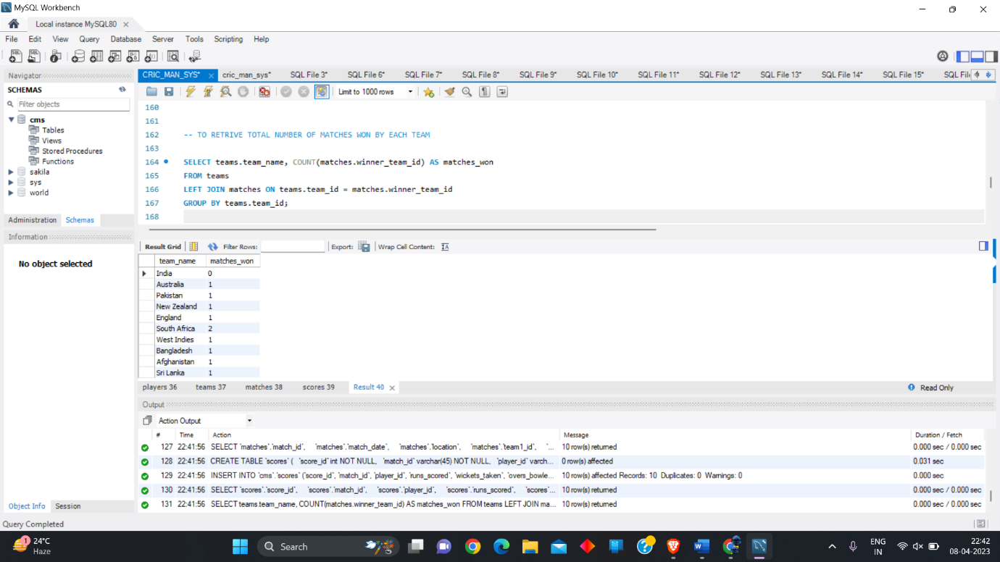 MySQL Workbench
Local instance MySQL80
File Edit View Query Database Server Tools Scripting Help
Navigator
SCHEMAS
Filter objects
cms
Tables
Views
Stored Procedures
Functions
sakila
sys
world
Administration Schemas
Information
No object selected
Object Info Session
CRIC_MAN_SYS* cric_man_sys* SQL File 3* SQL File 6* SQL File 7* SQL File 8* SQL File 9* SQL File 10* SQL File 11* SQL File 12* SQL File 13* SQL File 14* SQL File 15* SQL File
Limit to 1000 rows
160
161
162 -- TO RETRIVE TOTAL NUMBER OF MATCHES WON BY EACH TEAM
163
164 SELECT teams.team_name, COUNT(matches.winner_team_id) AS matches_won
165 FROM teams
166 LEFT JOIN matches ON teams.team_id = matches.winner_team_id
167 GROUP BY teams.team_id;
168
Result Grid Filter Rows: Export: Wrap Cell Content:
team_name matches_won
India 0
Australia 1
Pakistan 1
New Zealand 1
England 1
South Africa 2
West Indies 1
Bangladesh 1
Afghanistan 1
Sri Lanka 1
players 36 teams 37 matches 38 scores 39 Result 40 Read Only
Output
Action Output
# Time Action Message Duration / Fetch
127 22:41:56 SELECT `matches`.`match_id`, `matches`.`match_date`, `matches`.`location`, `matches`.`team1_id`, `... 10 row(s) returned 0.000 sec / 0.000 sec
128 22:41:56 CREATE TABLE `scores` ( `score_id` int NOT NULL, `match_id` varchar(45) NOT NULL, `player_id` varch... 0 row(s) affected 0.031 sec
129 22:41:56 INSERT INTO `cms`.`scores` (`score_id`, `match_id`, `player_id`, `runs_scored`, `wickets_taken`, `overs_bowle... 10 row(s) affected Records: 10 Duplicates: 0 Warnings: 0 0.000 sec
130 22:41:56 SELECT `scores`.`score_id`, `scores`.`match_id`, `scores`.`player_id`, `scores`.`runs_scored`, `scores`... 10 row(s) returned 0.000 sec / 0.000 sec
131 22:41:56 SELECT teams.team_name, COUNT(matches.winner_team_id) AS matches_won FROM teams LEFT JOIN ma... 10 row(s) returned 0.000 sec / 0.000 sec
Query Completed
1
24°C
Haze
Search
ENG
IN
22:42
08-04-2023